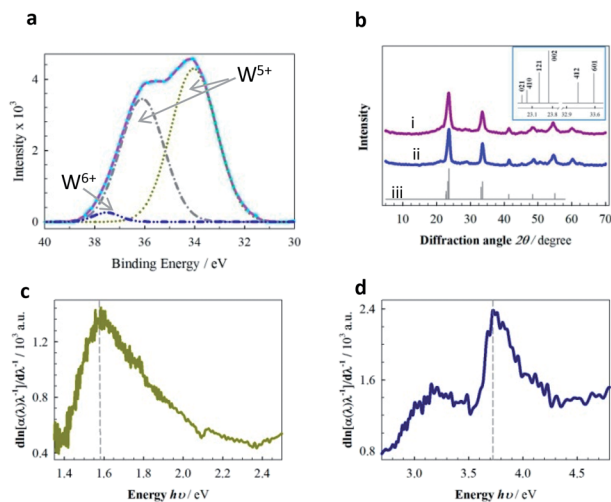 a
W5+
W6+
Intensity x 10³
4
2
0
40 38 36 34 32 30
Binding Energy / eV
b
002
121
021
410
412
601
23.1 23.8 32.9 33.6
i
ii
iii
Intensity
10 20 30 40 50 60 70
Diffraction angle 2θ / degree
c
dln[α(λ)λ⁻¹]/dλ⁻¹ / 10³ a.u.
1.2
0.8
0.4
1.4 1.6 1.8 2.0 2.2 2.4
Energy hυ / eV
d
dln[α(λ)λ⁻¹]/dλ⁻¹ / 10³ a.u.
2.4
1.8
1.2
0.6
3.0 3.5 4.0 4.5
Energy hυ / eV